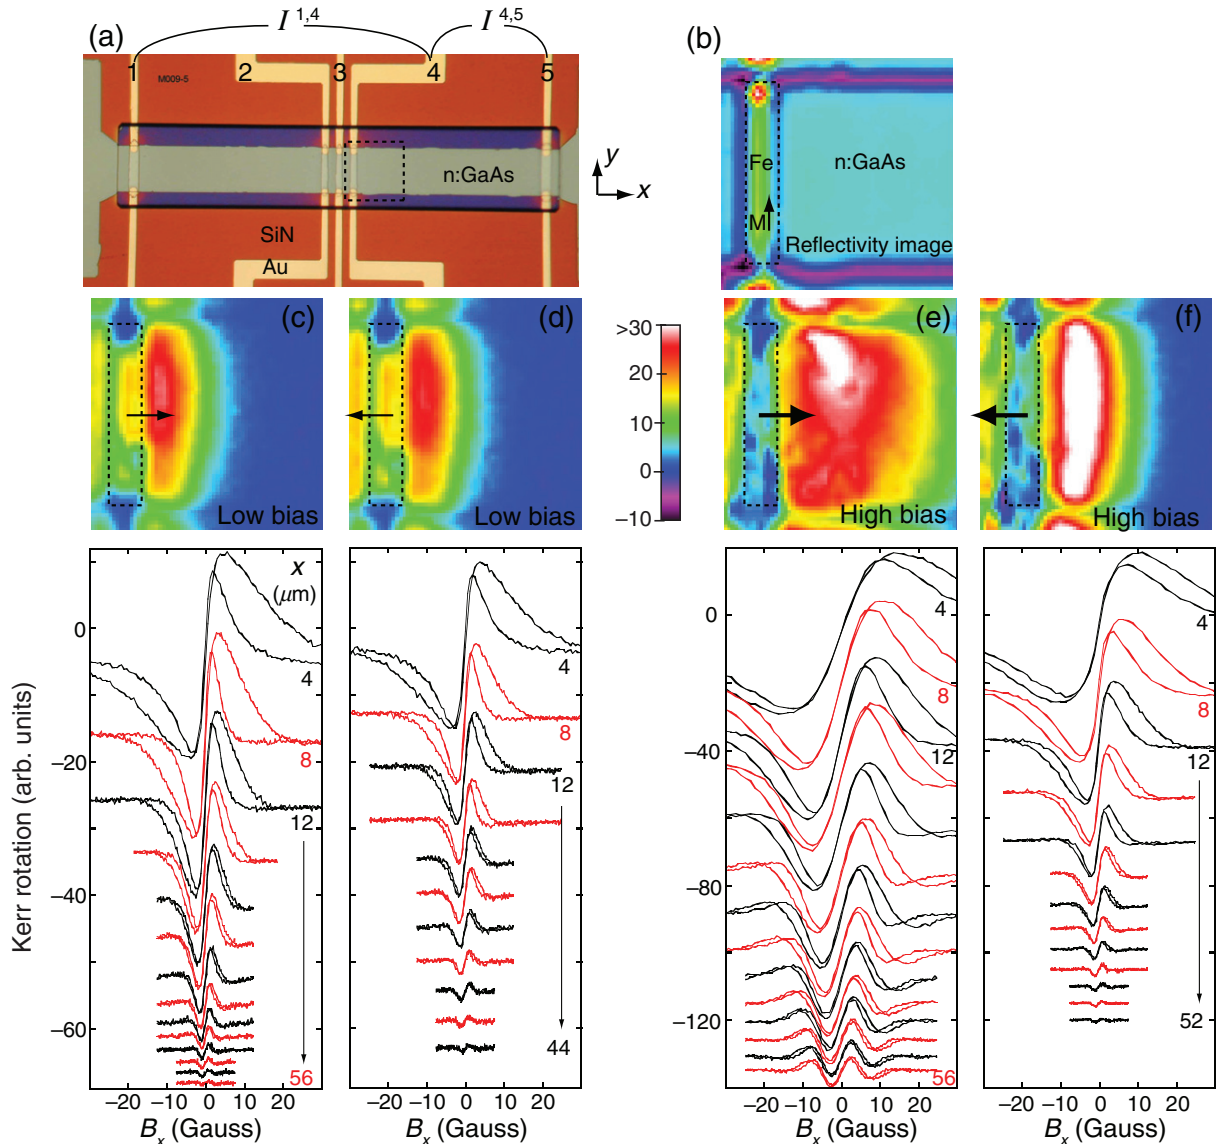 I 1,4
I 4,5
(a)
1
2
3
4
5
M009-5
n:GaAs
SiN
Au
y
x
(b)
Fe
M
n:GaAs
Reflectivity image
(c)
Low bias
(d)
Low bias
>30
20
10
0
−10
(e)
High bias
(f)
High bias
Kerr rotation (arb. units)
0
−20
−40
−60
x
(μm)
4
8
12
56
−20 −10 0 10 20
Bx (Gauss)
4
8
12
44
−20 −10 0 10 20
Bx (Gauss)
0
−40
−80
−120
4
8
12
56
−20 −10 0 10 20
Bx (Gauss)
4
8
12
52
−20 −10 0 10 20
Bx (Gauss)